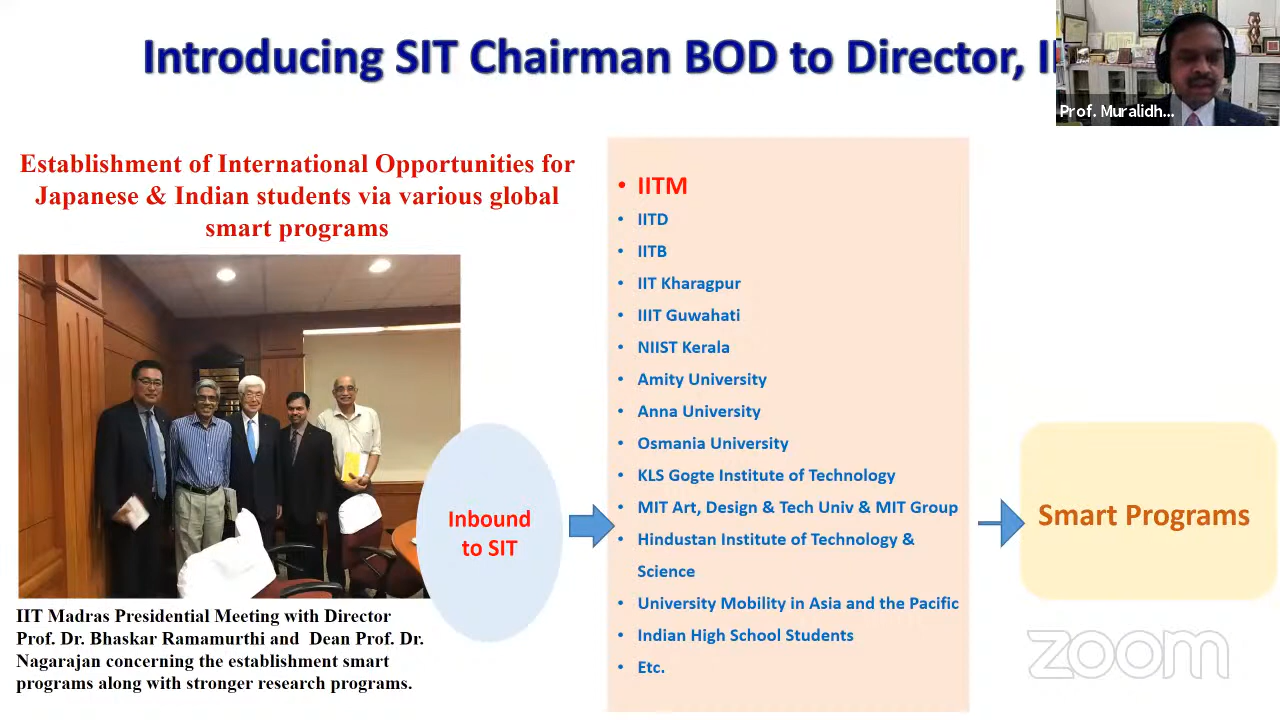 Introducing SIT Chairman BOD to Director,
Prof. Muralidh...
Establishment of International Opportunities for
Japanese & Indian students via various global
smart programs
IIT Madras Presidential Meeting with Director
Prof. Dr. Bhaskar Ramamurthi and Dean Prof. Dr.
Nagarajan concerning the establishment smart
programs along with stronger research programs.
Inbound
to SIT
• IITM
• IITD
• IITB
• IIT Kharagpur
• IIIT Guwahati
• NIIST Kerala
• Amity University
• Anna University
• Osmania University
• KLS Gogte Institute of Technology
• MIT Art, Design & Tech Univ & MIT Group
• Hindustan Institute of Technology &
Science
• University Mobility in Asia and the Pacific
• Indian High School Students
• Etc.
Smart Programs
zoom